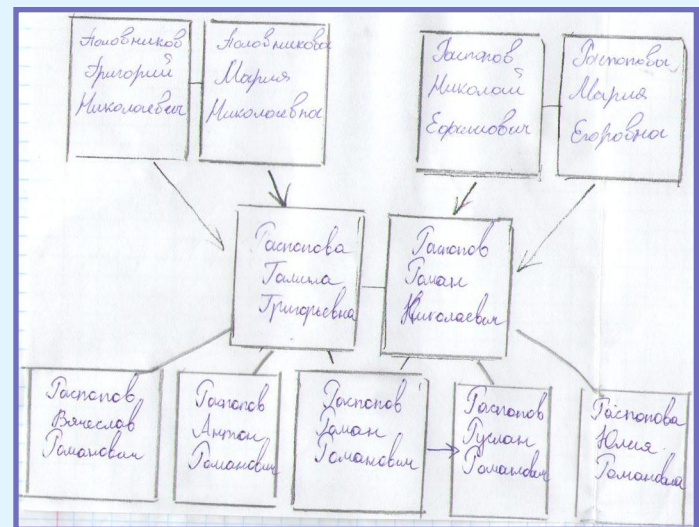 Половников
Григорий
Николаевич
Половникова
Мария
Николаевна
Распопов
Николай
Ефимович
Распопова
Мария
Егоровна
Распопова
Галина
Григорьевна
Распопов
Роман
Николаевич
Распопов
Вячеслав
Романович
Распопов
Антон
Романович
Распопов
Роман
Романович
Распопов
Руслан
Романович
Распопова
Юлия
Романовна